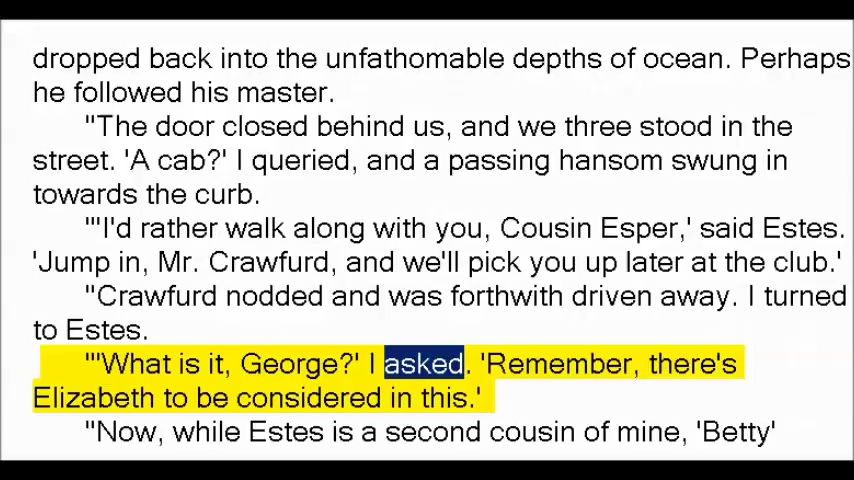 dropped back into the unfathomable depths of ocean. Perhaps
he followed his master.
"The door closed behind us, and we three stood in the
street. 'A cab?' I queried, and a passing hansom swung in
towards the curb.
"'I'd rather walk along with you, Cousin Esper,' said Estes.
'Jump in, Mr. Crawfurd, and we'll pick you up later at the club.'
"Crawfurd nodded and was forthwith driven away. I turned
to Estes.
"'What is it, George?' I asked. 'Remember, there's
Elizabeth to be considered in this.'
"Now, while Estes is a second cousin of mine, 'Betty'